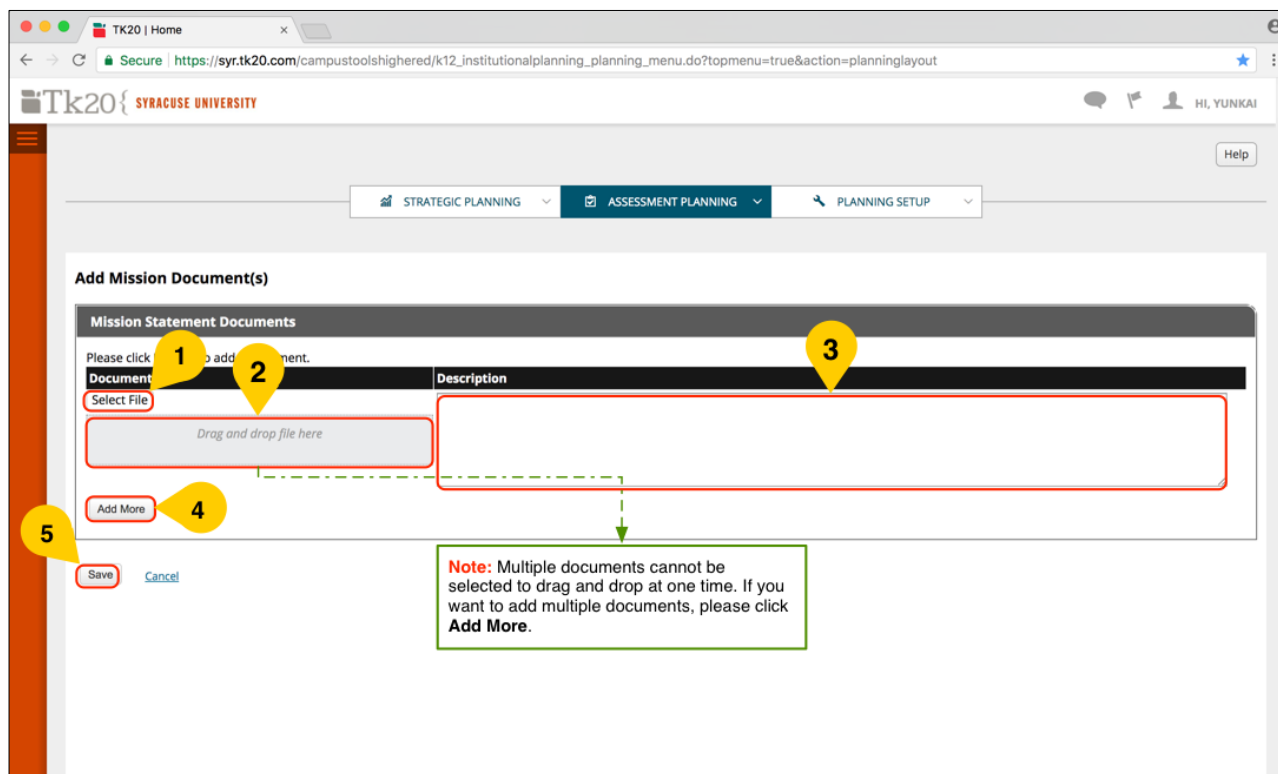 TK20 | Home
Secure | https://syr.tk20.com/campustoolshighered/k12_institutionalplanning_planning_menu.do?topmenu=true&action=planninglayout
Tk20{ SYRACUSE UNIVERSITY
HI, YUNKAI
Help
STRATEGIC PLANNING
ASSESSMENT PLANNING
PLANNING SETUP
Add Mission Document(s)
Mission Statement Documents
Please click
Document
Description
1
2
3
Select File
Drag and drop file here
Add More
4
5
Save
Cancel
Note: Multiple documents cannot be
selected to drag and drop at one time. If you
want to add multiple documents, please click
Add More.